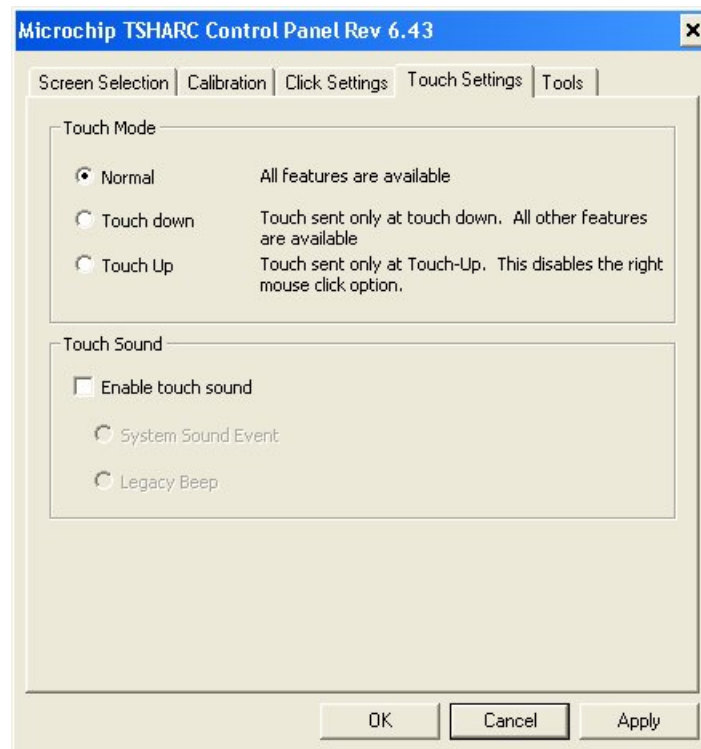 Microchip TSHARC Control Panel Rev 6.43
Screen Selection Calibration Click Settings Touch Settings Tools
Touch Mode
Normal All features are available
Touch down Touch sent only at touch down. All other features
are available
Touch Up Touch sent only at Touch-Up. This disables the right
mouse click option.
Touch Sound
Enable touch sound
System Sound Event
Legacy Beep
OK Cancel Apply